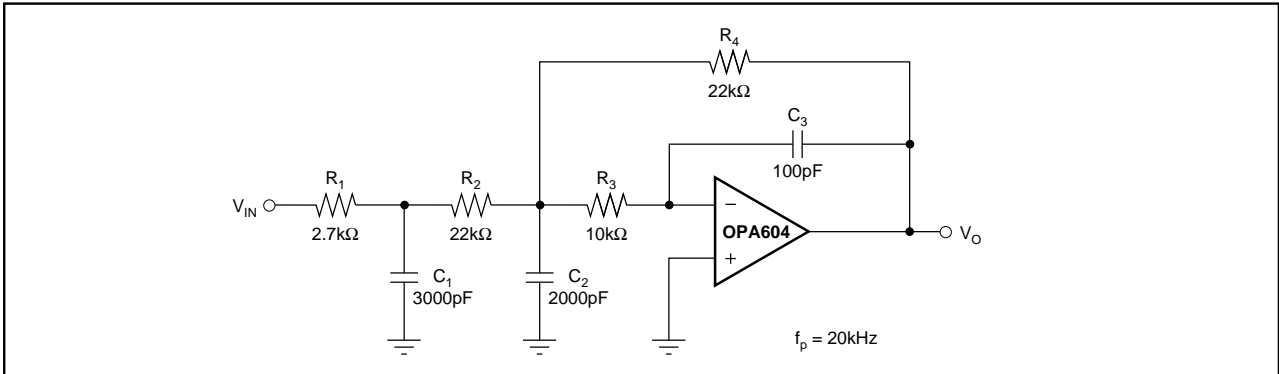 R4
22kΩ
C3
100pF
R1
2.7kΩ
R2
22kΩ
R3
10kΩ
VIN
–
OPA604
+
VO
C1
3000pF
C2
2000pF
fp = 20kHz